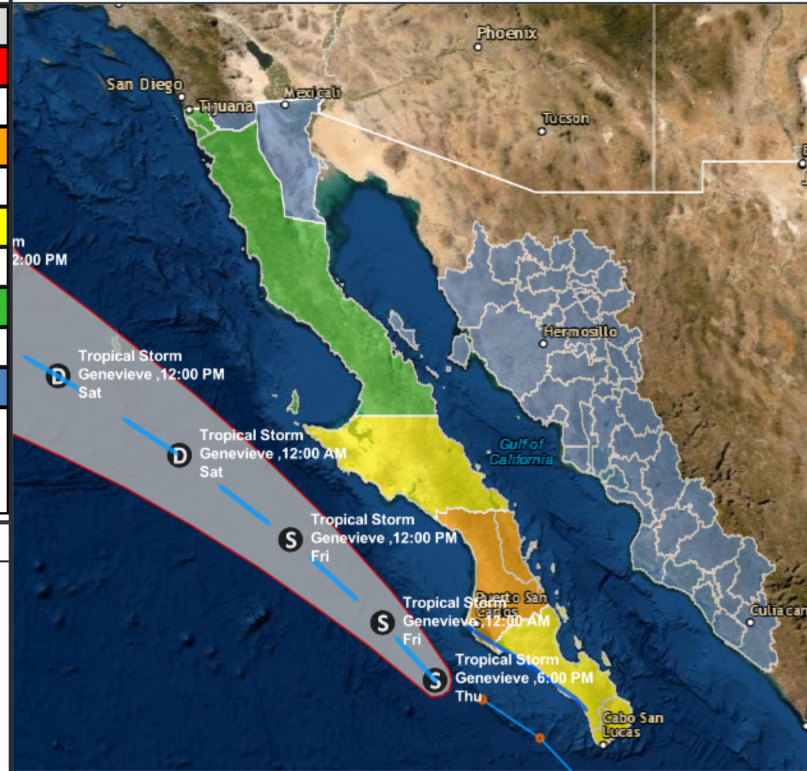 Phoenix
San Diego
Mexicali
Tijuana
Tucson
m
2:00 PM
Hermosillo
Tropical Storm
Genevieve ,12:00 PM
Sat
D
Tropical Storm
Genevieve ,12:00 AM
Sat
D
Gulf of
California
Tropical Storm
Genevieve ,12:00 PM
Fri
S
Puerto San
Carlos
Tropical Storm
Genevieve ,12:00 AM
Fri
S
Culiacan
Tropical Storm
Genevieve ,6:00 PM
Thu
S
Cabo San
Lucas